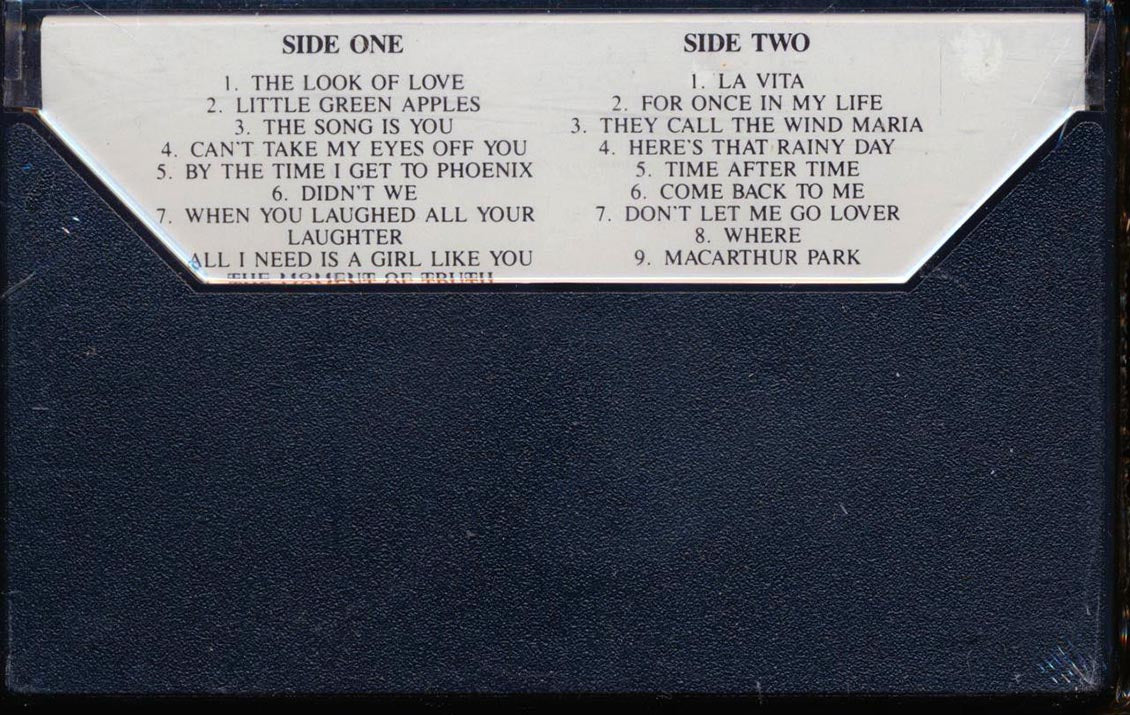 SIDE ONE
1. THE LOOK OF LOVE
2. LITTLE GREEN APPLES
3. THE SONG IS YOU
4. CAN'T TAKE MY EYES OFF YOU
5. BY THE TIME I GET TO PHOENIX
6. DIDN'T WE
7. WHEN YOU LAUGHED ALL YOUR
LAUGHTER
ALL I NEED IS A GIRL LIKE YOU
THE MOMENT OF TRUTH
SIDE TWO
1. LA VITA
2. FOR ONCE IN MY LIFE
3. THEY CALL THE WIND MARIA
4. HERE'S THAT RAINY DAY
5. TIME AFTER TIME
6. COME BACK TO ME
7. DON'T LET ME GO LOVER
8. WHERE
9. MACARTHUR PARK